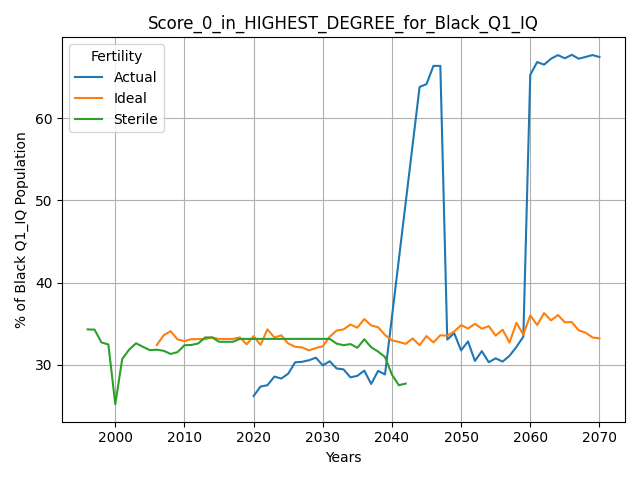 Score_0_in_HIGHEST_DEGREE_for_Black_Q1_IQ
Fertility
Actual
Ideal
Sterile
% of Black Q1_IQ Population
60
50
40
30
2000
2010
2020
2030
2040
2050
2060
2070
Years